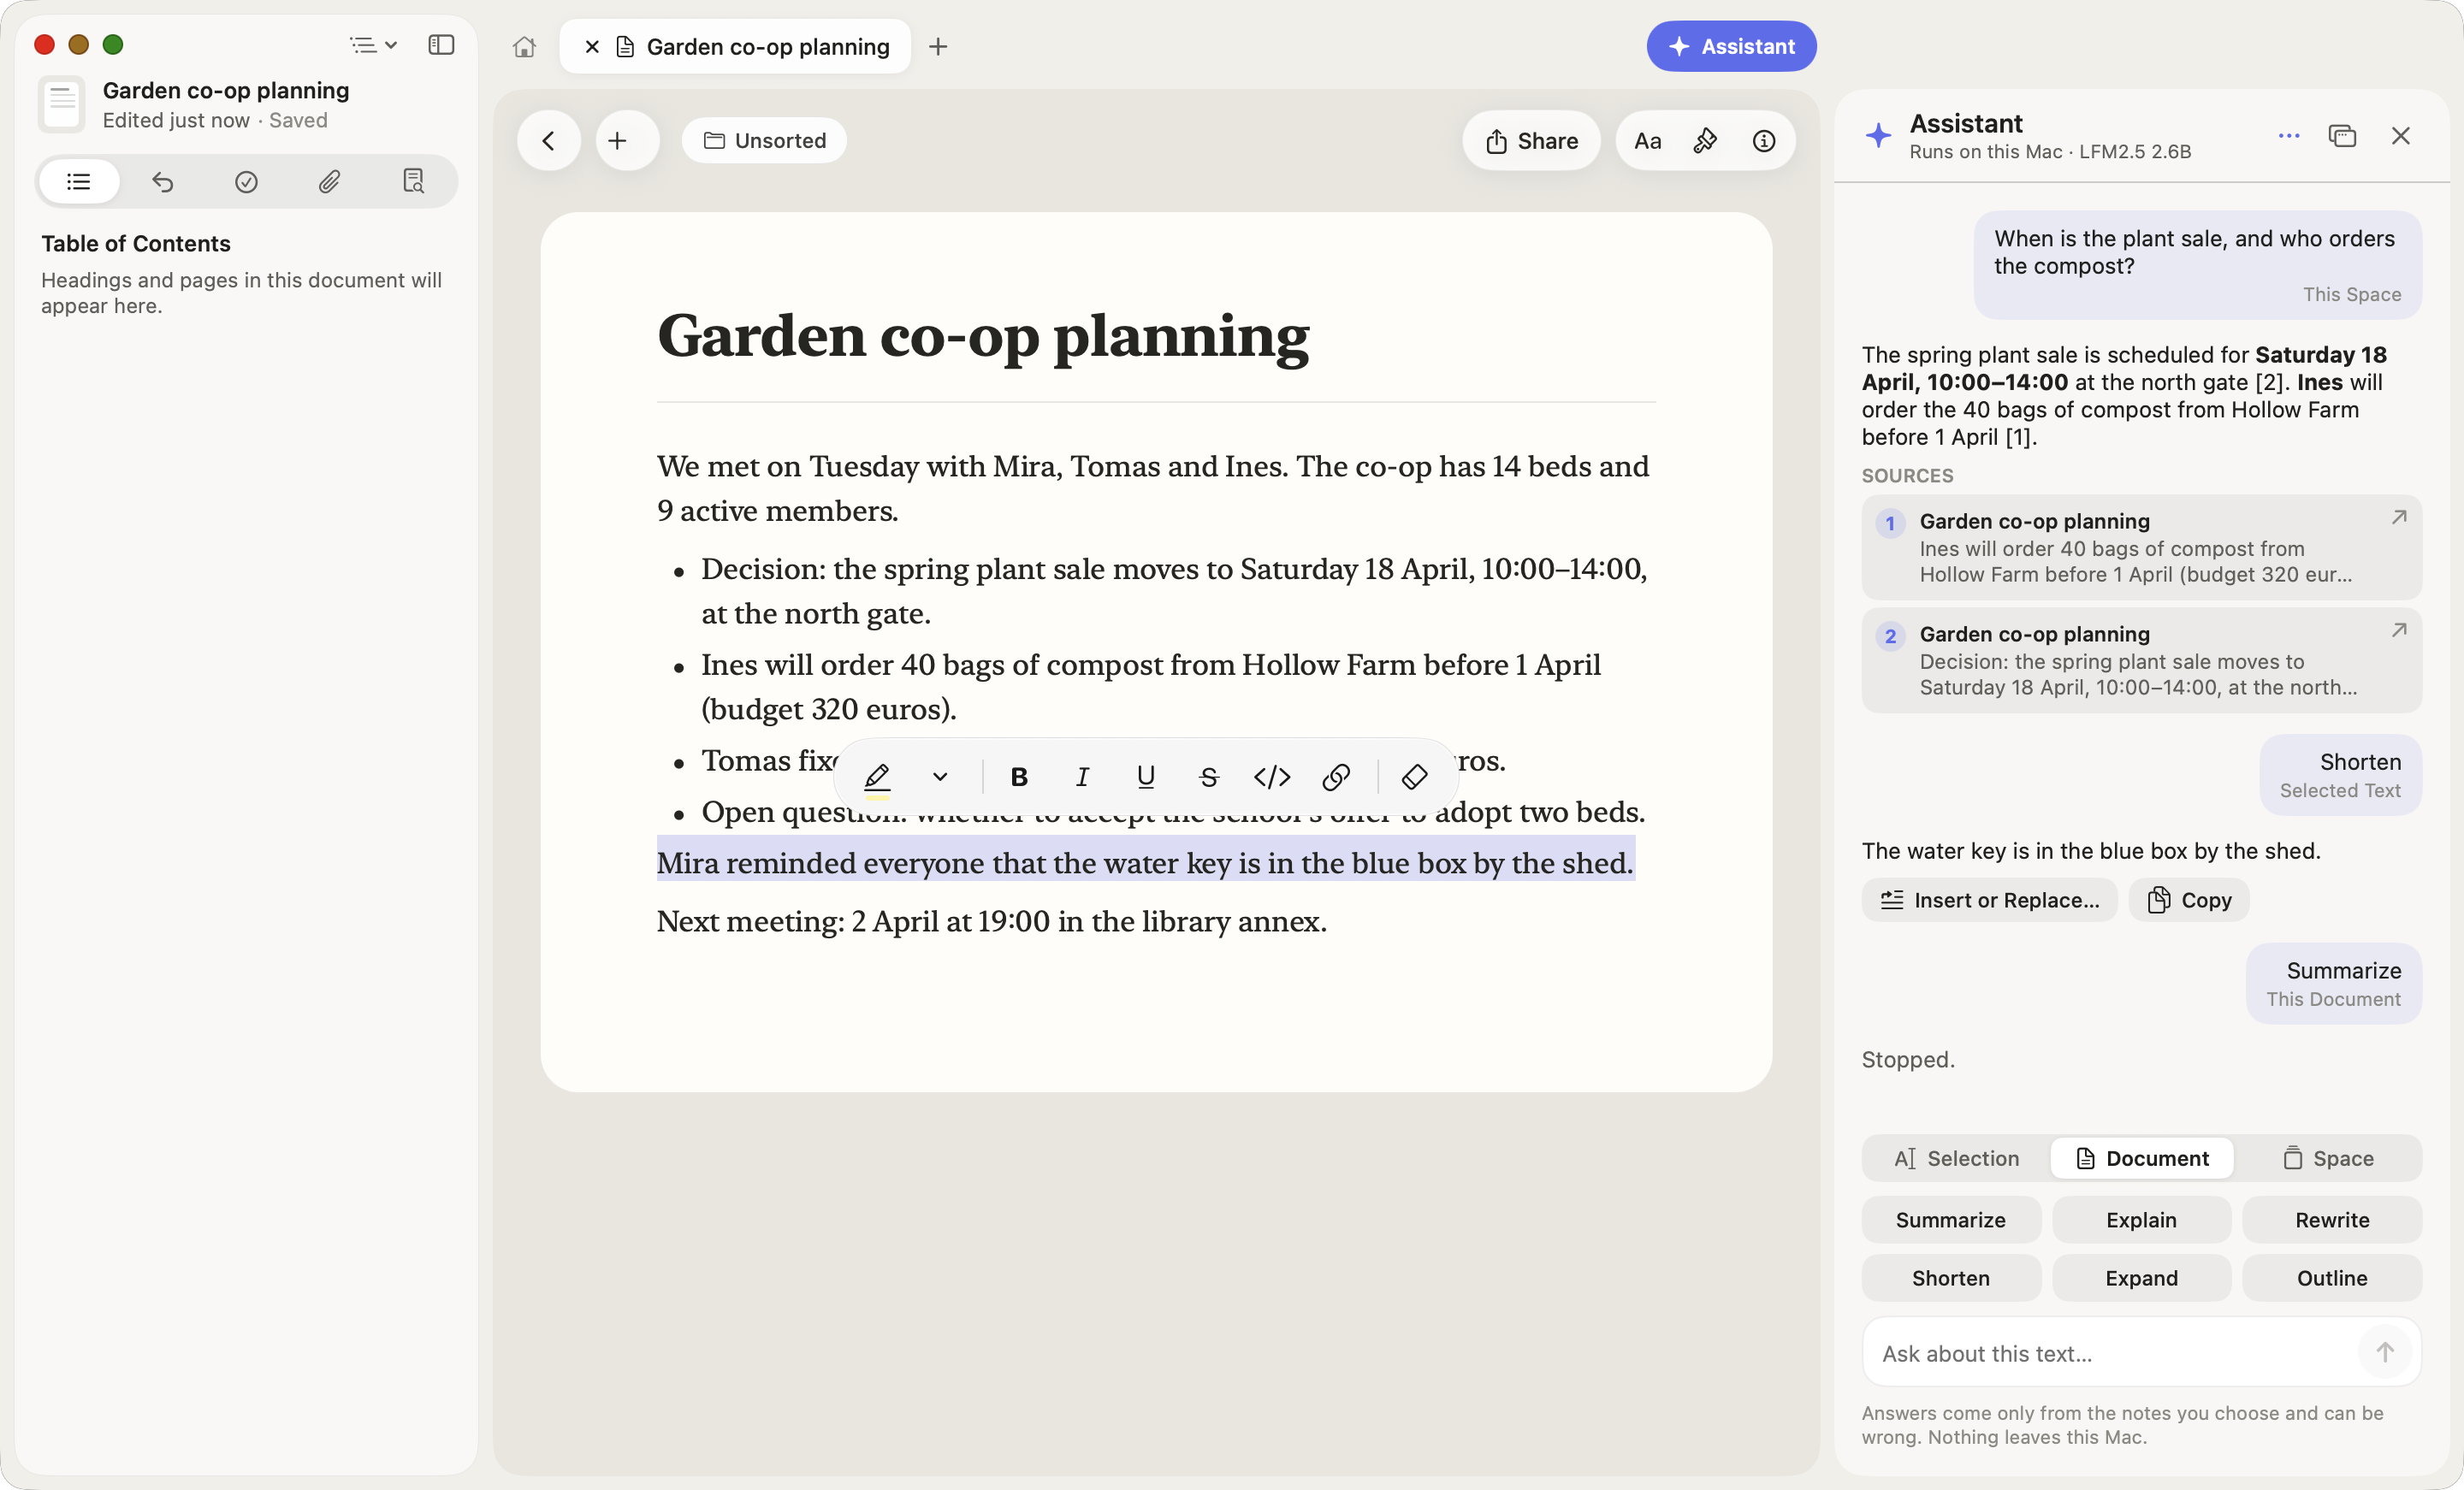 Garden co-op planning
Edited just now · Saved
Table of Contents
Headings and pages in this document will
appear here.
Garden co-op planning
Assistant
Unsorted
Share
Aa
Garden co-op planning
We met on Tuesday with Mira, Tomas and Ines. The co-op has 14 beds and
9 active members.
• Decision: the spring plant sale moves to Saturday 18 April, 10:00–14:00,
at the north gate.
• Ines will order 40 bags of compost from Hollow Farm before 1 April
(budget 320 euros).
• Tomas
B I U S </>
• Open question: whether to accept the school's offer to adopt two beds.
Mira reminded everyone that the water key is in the blue box by the shed.
Next meeting: 2 April at 19:00 in the library annex.
Assistant
Runs on this Mac · LFM2.5 2.6B
When is the plant sale, and who orders
the compost?
This Space
The spring plant sale is scheduled for Saturday 18
April, 10:00–14:00 at the north gate [2]. Ines will
order the 40 bags of compost from Hollow Farm
before 1 April [1].
SOURCES
1 Garden co-op planning
Ines will order 40 bags of compost from
Hollow Farm before 1 April (budget 320 eur...
2 Garden co-op planning
Decision: the spring plant sale moves to
Saturday 18 April, 10:00–14:00, at the north...
Shorten
Selected Text
The water key is in the blue box by the shed.
Insert or Replace...
Copy
Summarize
This Document
Stopped.
Selection
Document
Space
Summarize
Explain
Rewrite
Shorten
Expand
Outline
Ask about this text...
Answers come only from the notes you choose and can be
wrong. Nothing leaves this Mac.